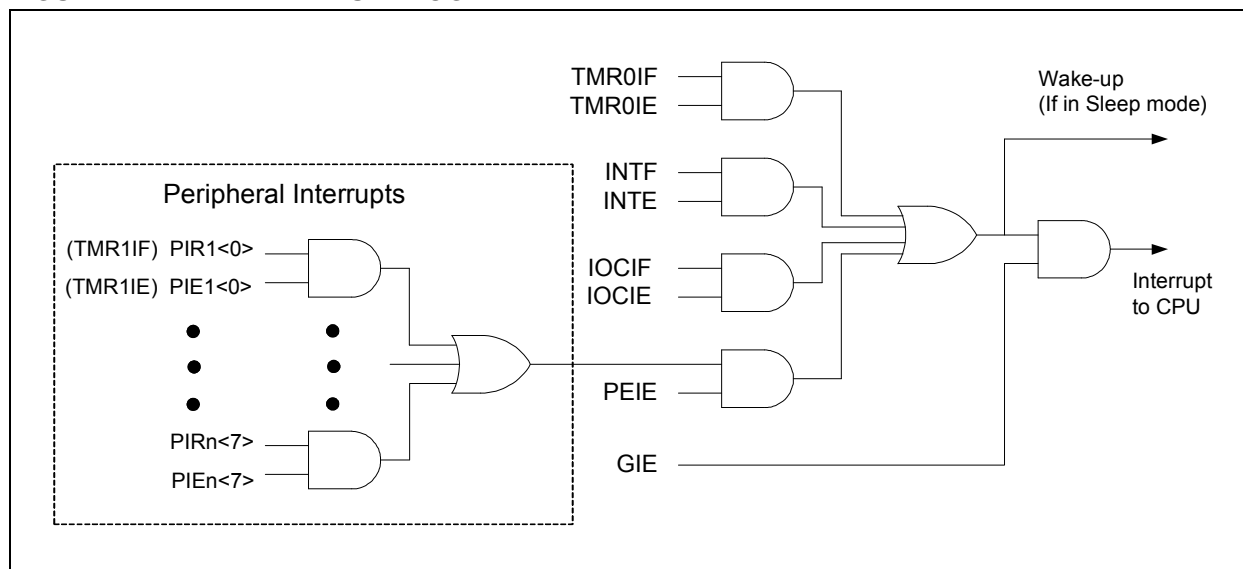 TMR0IF
TMR0IE
Wake-up
(If in Sleep mode)
INTF
INTE
Peripheral Interrupts
(TMR1IF) PIR1<0>
(TMR1IE) PIE1<0>
IOCIF
IOCIE
Interrupt
to CPU
PEIE
PIRn<7>
PIEn<7>
GIE